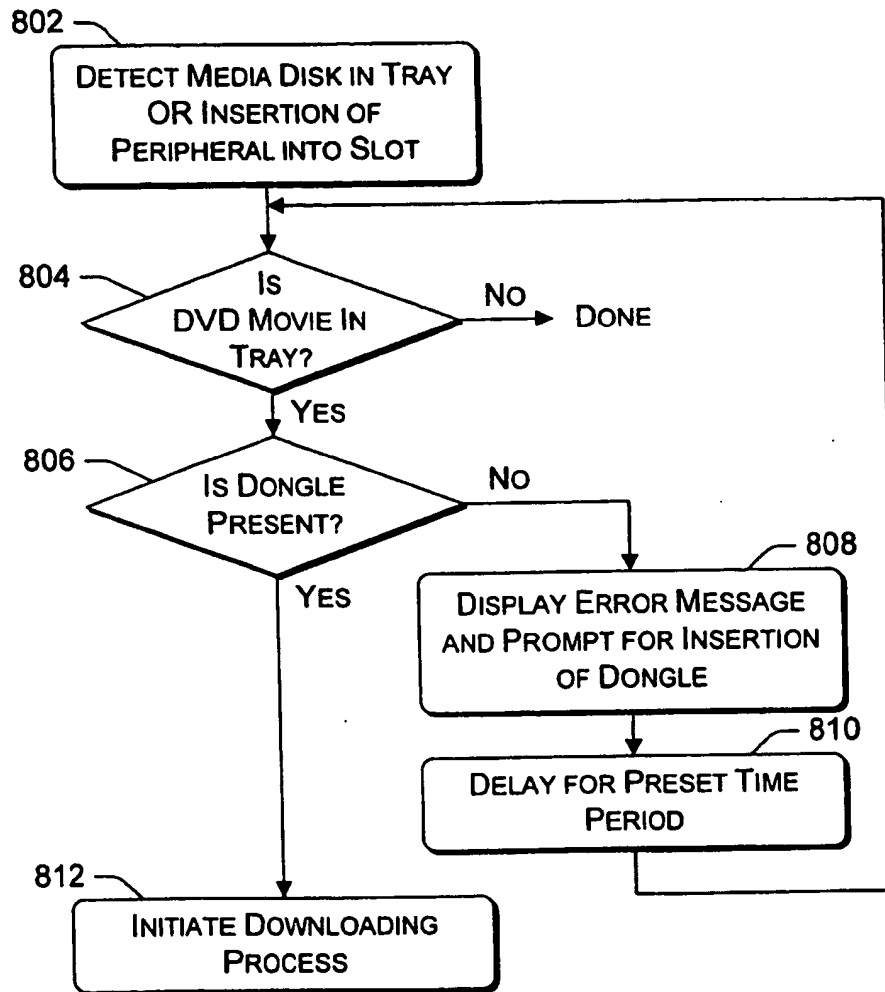 802
DETECT MEDIA DISK IN TRAY
OR INSERTION OF
PERIPHERAL INTO SLOT
804
IS
DVD MOVIE IN
TRAY?
NO
DONE
YES
806
IS DONGLE
PRESENT?
NO
YES
808
DISPLAY ERROR MESSAGE
AND PROMPT FOR INSERTION
OF DONGLE
810
DELAY FOR PRESET TIME
PERIOD
812
INITIATE DOWNLOADING
PROCESS